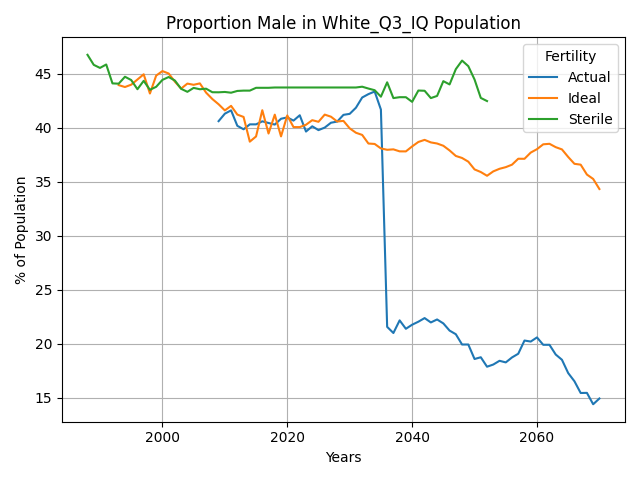 Proportion Male in White_Q3_IQ Population
% of Population
45
40
35
30
25
20
15
2000
2020
2040
2060
Years
Fertility
Actual
Ideal
Sterile